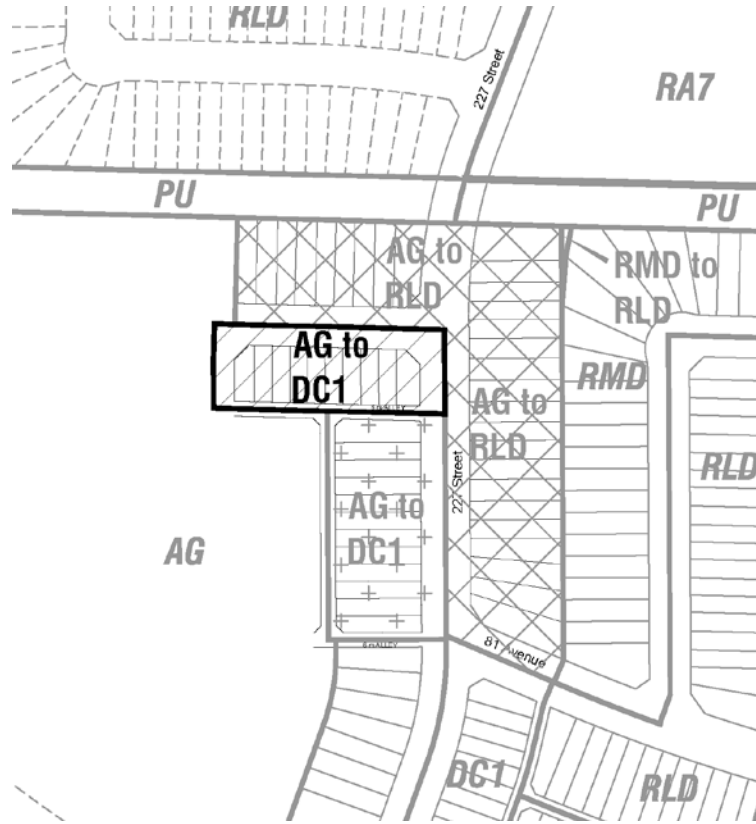 RLD
227 Street
RA7
PU
PU
AG to
RLD
RMD to
RLD
AG to
DC1
RMD
AG to
RLD
RLD
227 Street
AG to
DC1
AG
81 Avenue
DC1
RLD